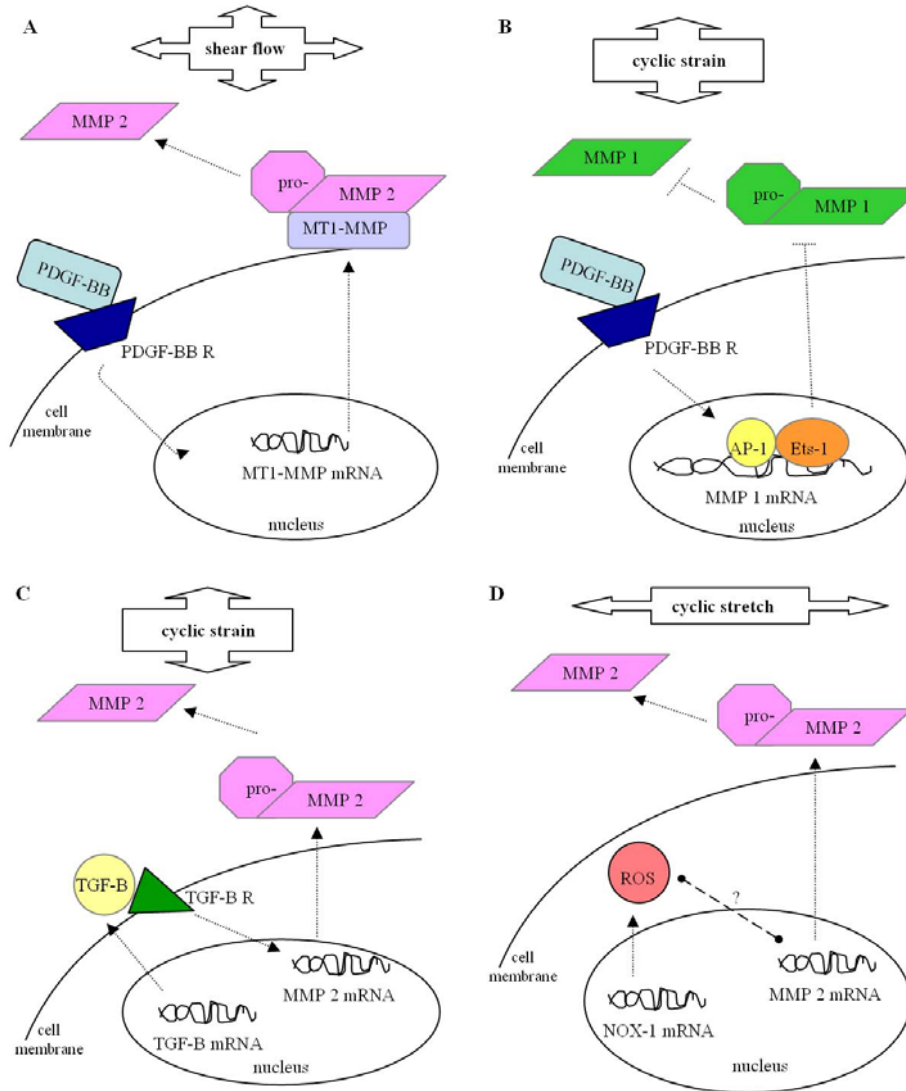 A
shear flow
MMP 2
pro-
MMP 2
MT1-MMP
PDGF-BB
PDGF-BB R
cell
membrane
MT1-MMP mRNA
nucleus
B
cyclic strain
MMP 1
pro-
MMP 1
PDGF-BB
PDGF-BB R
cell
membrane
AP-1
Ets-1
MMP 1 mRNA
nucleus
C
cyclic strain
MMP 2
pro-
MMP 2
TGF-B
TGF-B R
MMP 2 mRNA
cell
membrane
TGF-B mRNA
nucleus
D
cyclic stretch
MMP 2
pro-
MMP 2
ROS
?
cell
membrane
MMP 2 mRNA
NOX-1 mRNA
nucleus